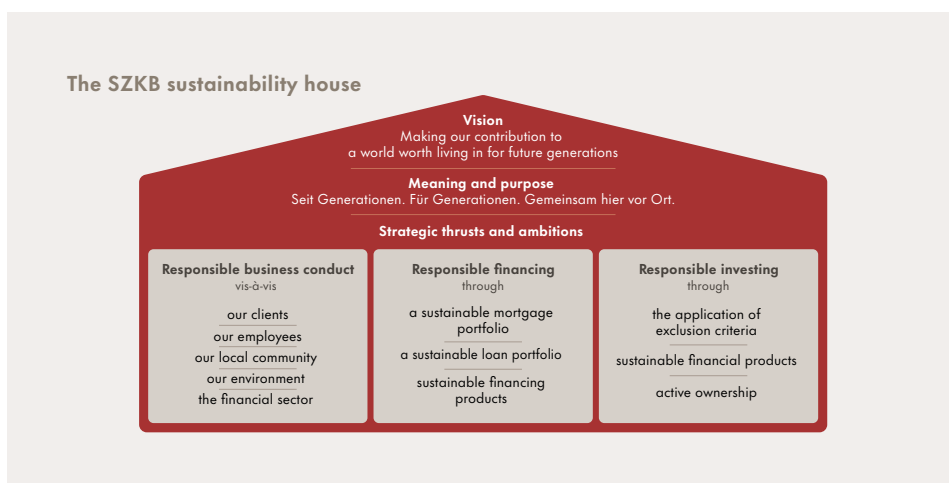 The SZKB sustainability house
Vision
Making our contribution to
a world worth living in for future generations
Meaning and purpose
Seit Generationen. Für Generationen. Gemeinsam hier vor Ort.
Strategic thrusts and ambitions
Responsible business conduct
vis-à-vis
our clients
our employees
our local community
our environment
the financial sector
Responsible financing
through
a sustainable mortgage
portfolio
a sustainable loan portfolio
sustainable financing
products
Responsible investing
through
the application of
exclusion criteria
sustainable financial products
active ownership